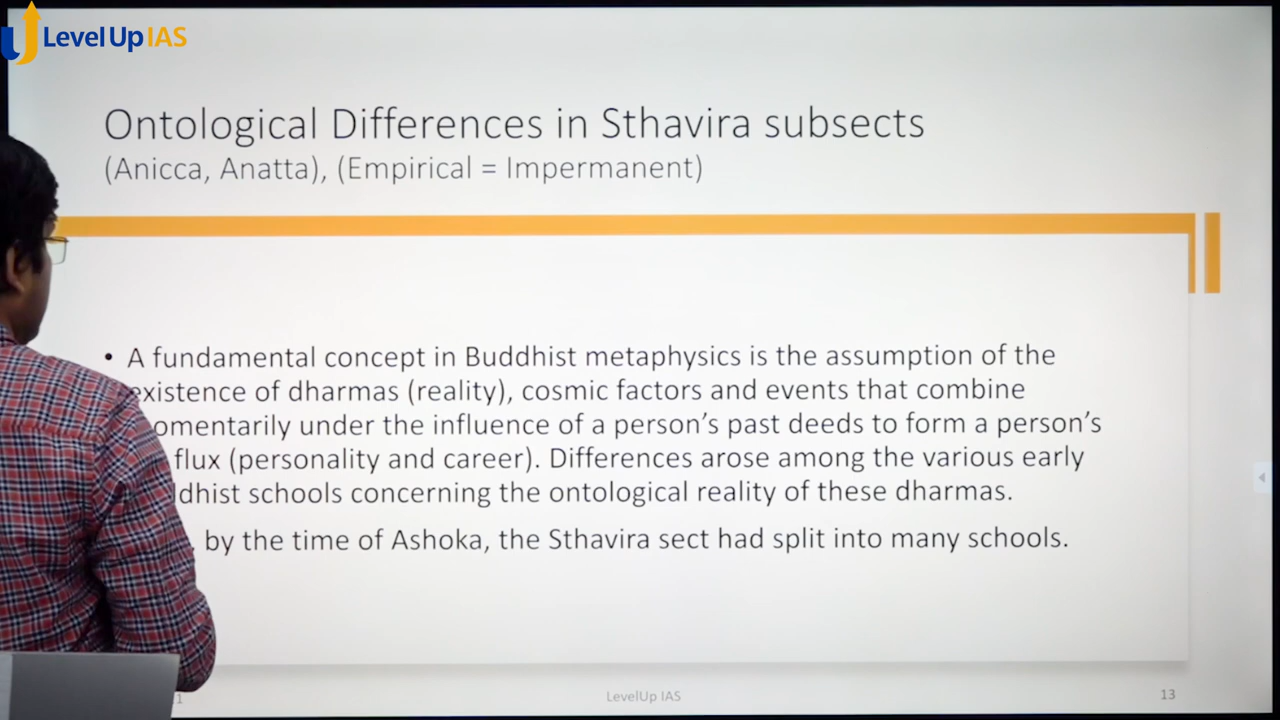 Level Up IAS
Ontological Differences in Sthavira subsects
(Anicca, Anatta), (Empirical = Impermanent)
• A fundamental concept in Buddhist metaphysics is the assumption of the
existence of dharmas (reality), cosmic factors and events that combine
omentarily under the influence of a person's past deeds to form a person's
flux (personality and career). Differences arose among the various early
dhist schools concerning the ontological reality of these dharmas.
by the time of Ashoka, the Sthavira sect had split into many schools.
1 LevelUp IAS 13